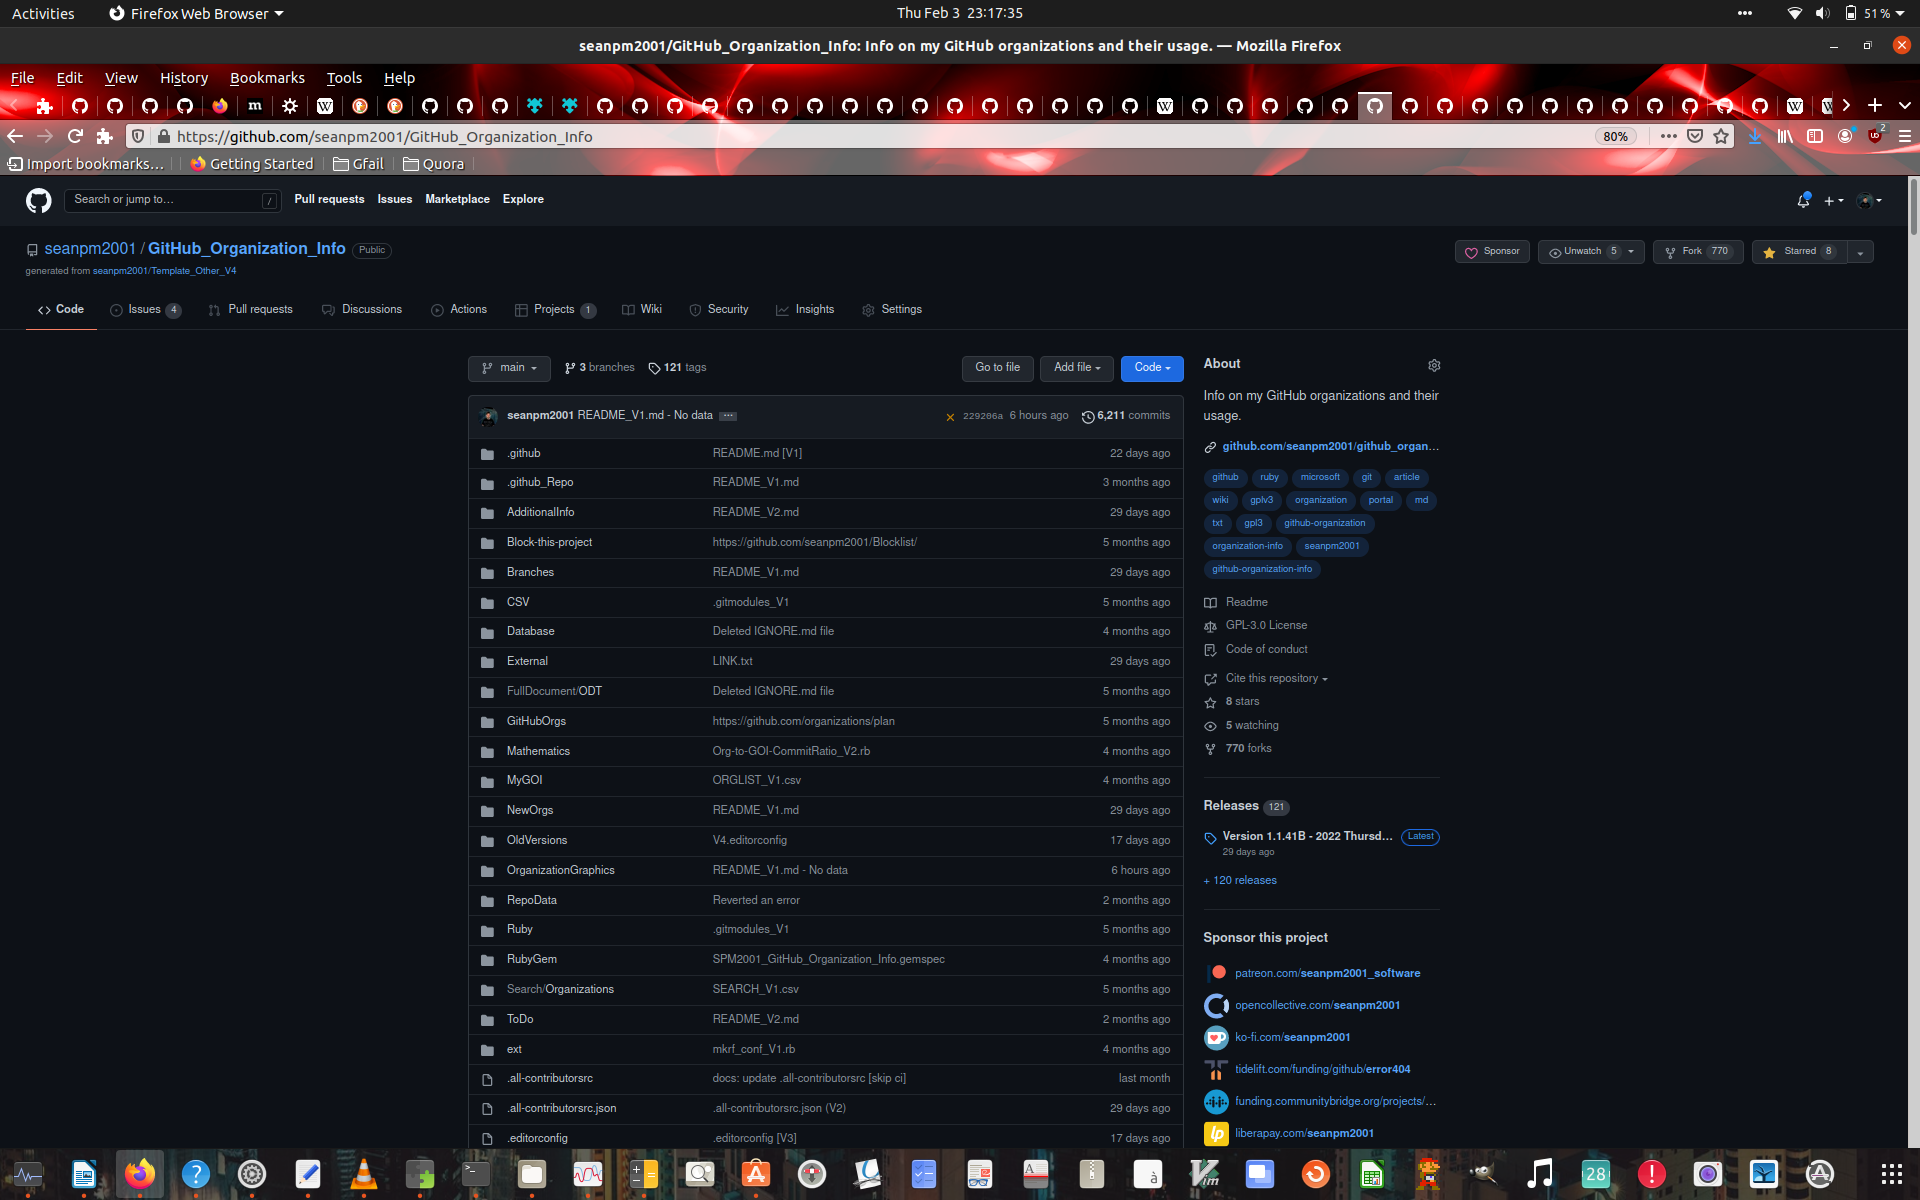 Activities
Firefox Web Browser
Thu Feb 3 23:17:35
51 %
seanpm2001/GitHub_Organization_Info: Info on my GitHub organizations and their usage. — Mozilla Firefox
File Edit View History Bookmarks Tools Help
https://github.com/seanpm2001/GitHub_Organization_Info
80%
2
Import bookmarks... Getting Started Gfail Quora
Search or jump to... /
Pull requests Issues Marketplace Explore
seanpm2001 / GitHub_Organization_Info Public
generated from seanpm2001/Template_Other_V4
Sponsor Unwatch 5 Fork 770 Starred 8
Code Issues 4 Pull requests Discussions Actions Projects 1 Wiki Security Insights Settings
main 3 branches 121 tags Go to file Add file Code
seanpm2001 README_V1.md - No data ... 229206a 6 hours ago 6,211 commits
.github README.md [V1] 22 days ago
.github_Repo README_V1.md 3 months ago
AdditionalInfo README_V2.md 29 days ago
Block-this-project https://github.com/seanpm2001/Blocklist/ 5 months ago
Branches README_V1.md 29 days ago
CSV .gitmodules_V1 5 months ago
Database Deleted IGNORE.md file 4 months ago
External LINK.txt 29 days ago
FullDocument/ODT Deleted IGNORE.md file 5 months ago
GitHubOrgs https://github.com/organizations/plan 5 months ago
Mathematics Org-to-GOI-CommitRatio_V2.rb 4 months ago
MyGOI ORGLIST_V1.csv 4 months ago
NewOrgs README_V1.md 29 days ago
OldVersions V4.editorconfig 17 days ago
OrganizationGraphics README_V1.md - No data 6 hours ago
RepoData Reverted an error 2 months ago
Ruby .gitmodules_V1 5 months ago
RubyGem SPM2001_GitHub_Organization_Info.gemspec 4 months ago
Search/Organizations SEARCH_V1.csv 5 months ago
ToDo README_V2.md 2 months ago
ext mkrf_conf_V1.rb 4 months ago
.all-contributorsrc docs: update .all-contributorsrc [skip ci] last month
.all-contributorsrc.json .all-contributorsrc.json (V2) 29 days ago
.editorconfig .editorconfig [V3] 17 days ago
About
Info on my GitHub organizations and their
usage.
github.com/seanpm2001/github_organ...
github ruby microsoft git article
wiki gplv3 organization portal md
txt gpl3 github-organization
organization-info seanpm2001
github-organization-info
Readme
GPL-3.0 License
Code of conduct
Cite this repository
8 stars
5 watching
770 forks
Releases 121
Version 1.1.41B - 2022 Thursd... Latest
29 days ago
+ 120 releases
Sponsor this project
patreon.com/seanpm2001_software
opencollective.com/seanpm2001
ko-fi.com/seanpm2001
tidelift.com/funding/github/error404
funding.communitybridge.org/projects/...
liberapay.com/seanpm2001
28